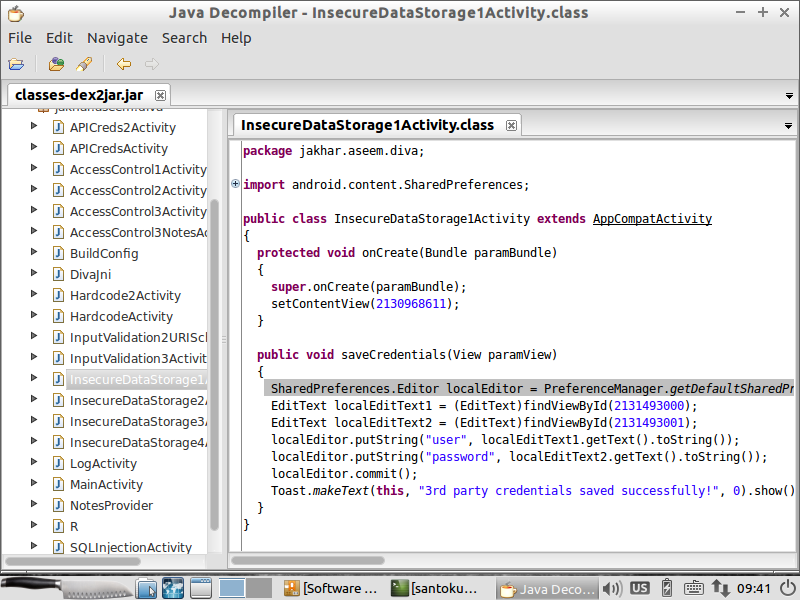 Java Decompiler - InsecureDataStorage1Activity.class
File Edit Navigate Search Help
classes-dex2jar.jar
APICreds2Activity
APICredsActivity
AccessControl1Activity
AccessControl2Activity
AccessControl3Activity
AccessControl3NotesAc
BuildConfig
DivaJni
Hardcode2Activity
HardcodeActivity
InputValidation2URISch
InputValidation3Activit
InsecureDataStorage1
InsecureDataStorage2
InsecureDataStorage3
InsecureDataStorage4
LogActivity
MainActivity
NotesProvider
R
SQLInjectionActivity
InsecureDataStorage1Activity.class
package jakhar.aseem.diva;
import android.content.SharedPreferences;
public class InsecureDataStorage1Activity extends AppCompatActivity
{
protected void onCreate(Bundle paramBundle)
{
super.onCreate(paramBundle);
setContentView(2130968611);
}
public void saveCredentials(View paramView)
{
SharedPreferences.Editor localEditor = PreferenceManager.getDefaultSharedPr
EditText localEditText1 = (EditText)findViewById(2131493000);
EditText localEditText2 = (EditText)findViewById(2131493001);
localEditor.putString("user", localEditText1.getText().toString());
localEditor.putString("password", localEditText2.getText().toString());
localEditor.commit();
Toast.makeText(this, "3rd party credentials saved successfully!", 0).show()
}
}
[Software ... [santoku... Java Deco... US 09:41